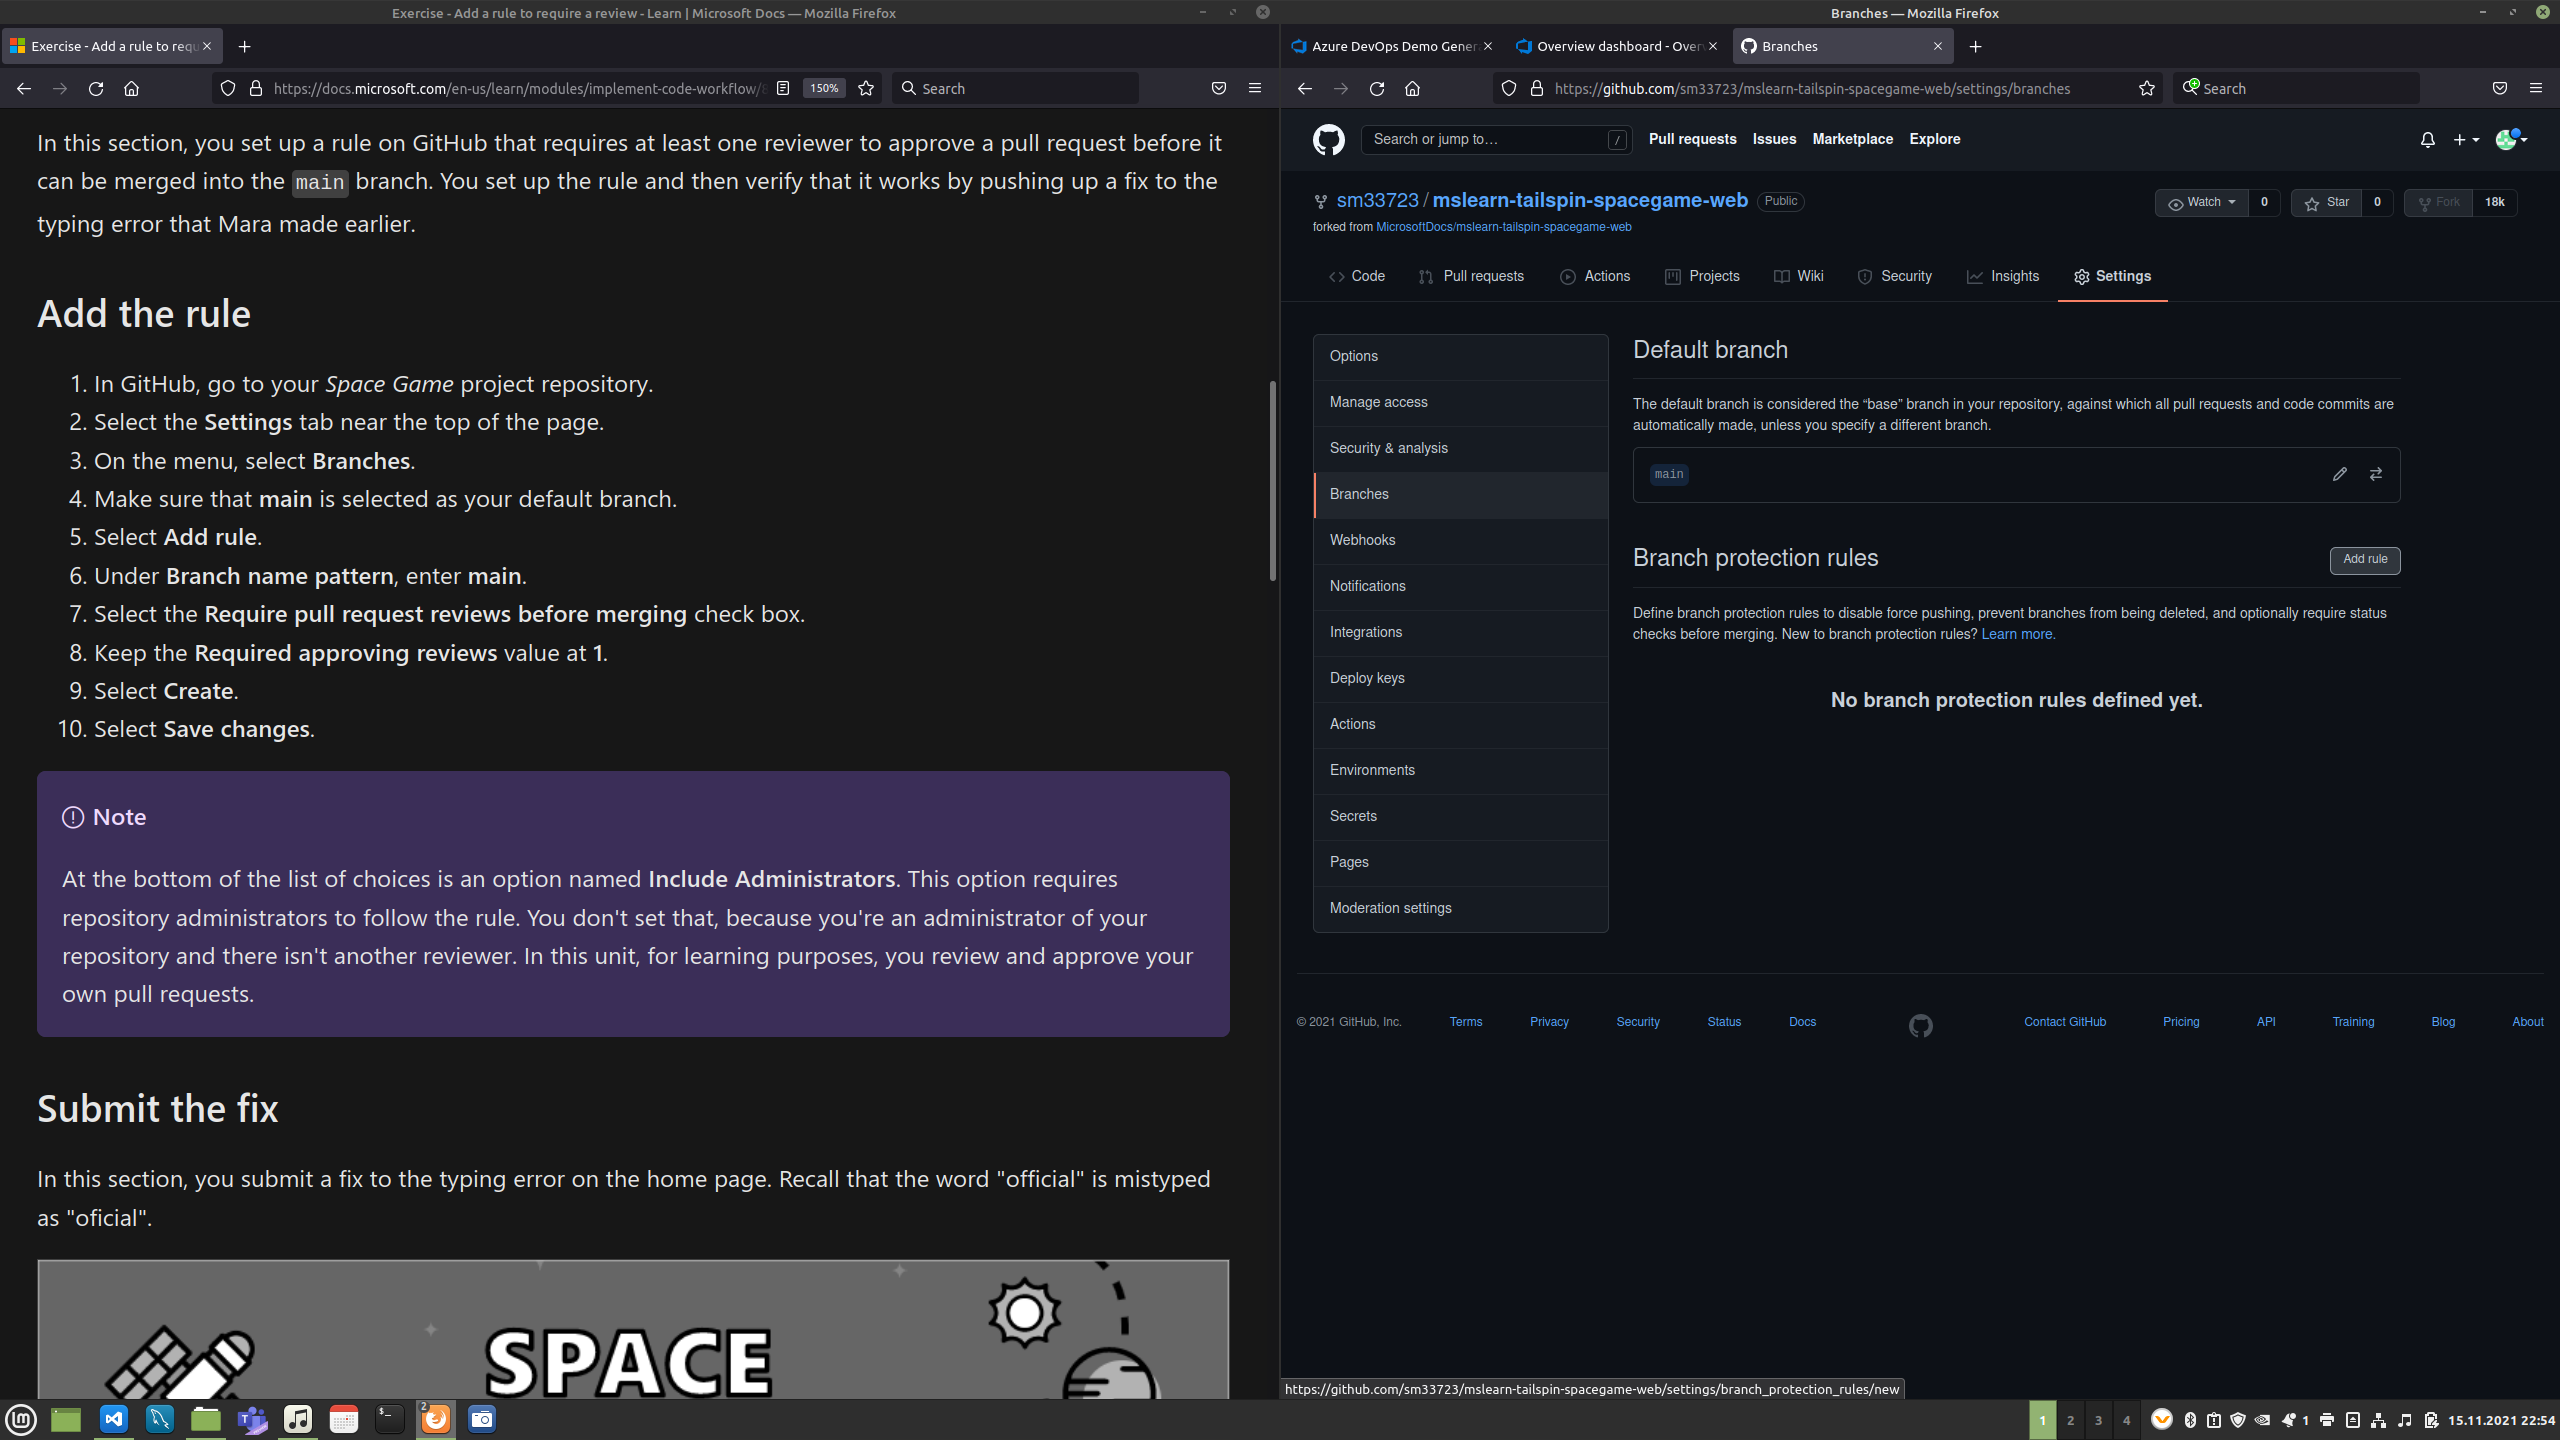 Exercise - Add a rule to require a review - Learn | Microsoft Docs — Mozilla Firefox
Exercise - Add a rule to requ
https://docs.microsoft.com/en-us/learn/modules/implement-code-workflow/8
150%
Search
In this section, you set up a rule on GitHub that requires at least one reviewer to approve a pull request before it
can be merged into the main branch. You set up the rule and then verify that it works by pushing up a fix to the
typing error that Mara made earlier.
Add the rule
1. In GitHub, go to your Space Game project repository.
2. Select the Settings tab near the top of the page.
3. On the menu, select Branches.
4. Make sure that main is selected as your default branch.
5. Select Add rule.
6. Under Branch name pattern, enter main.
7. Select the Require pull request reviews before merging check box.
8. Keep the Required approving reviews value at 1.
9. Select Create.
10. Select Save changes.
Note
At the bottom of the list of choices is an option named Include Administrators. This option requires
repository administrators to follow the rule. You don't set that, because you're an administrator of your
repository and there isn't another reviewer. In this unit, for learning purposes, you review and approve your
own pull requests.
Submit the fix
In this section, you submit a fix to the typing error on the home page. Recall that the word "official" is mistyped
as "oficial".
SPACE
Branches — Mozilla Firefox
Azure DevOps Demo Gener
Overview dashboard - Over
Branches
https://github.com/sm33723/mslearn-tailspin-spacegame-web/settings/branches
Search
Search or jump to…
/
Pull requests
Issues
Marketplace
Explore
sm33723 / mslearn-tailspin-spacegame-web
Public
Watch
0
Star
0
Fork
18k
forked from MicrosoftDocs/mslearn-tailspin-spacegame-web
Code
Pull requests
Actions
Projects
Wiki
Security
Insights
Settings
Options
Manage access
Security & analysis
Branches
Webhooks
Notifications
Integrations
Deploy keys
Actions
Environments
Secrets
Pages
Moderation settings
Default branch
The default branch is considered the “base” branch in your repository, against which all pull requests and code commits are
automatically made, unless you specify a different branch.
main
Branch protection rules
Add rule
Define branch protection rules to disable force pushing, prevent branches from being deleted, and optionally require status
checks before merging. New to branch protection rules? Learn more.
No branch protection rules defined yet.
© 2021 GitHub, Inc.
Terms
Privacy
Security
Status
Docs
Contact GitHub
Pricing
API
Training
Blog
About
https://github.com/sm33723/mslearn-tailspin-spacegame-web/settings/branch_protection_rules/new
2
1
2
3
4
1
15.11.2021 22:54